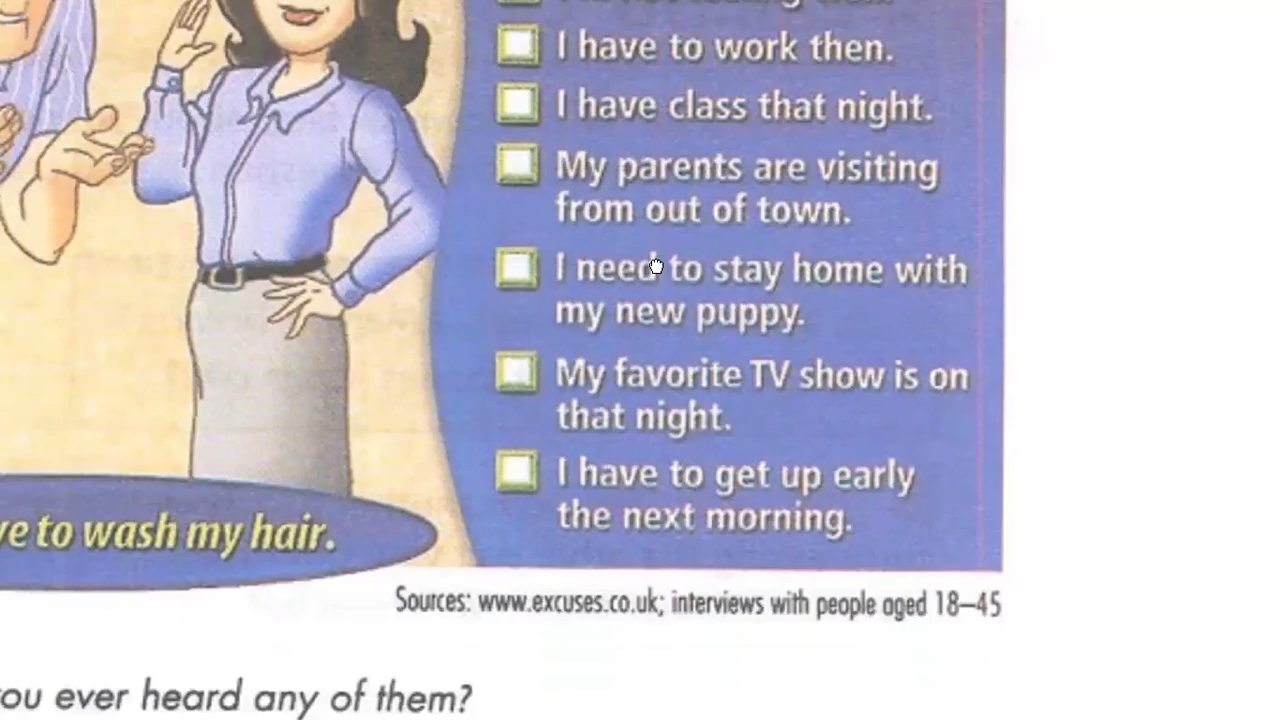 I have to work then.
I have class that night.
My parents are visiting
from out of town.
I need to stay home with
my new puppy.
My favorite TV show is on
that night.
I have to get up early
the next morning.
to wash my hair.
Sources: www.excuses.co.uk; interviews with people aged 18–45
ou ever heard any of them?